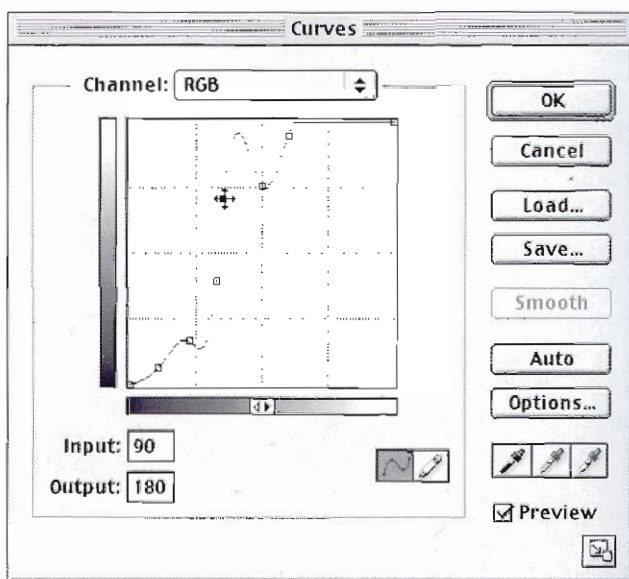 Curves
Channel: RGB
OK
Cancel
Load...
Save...
Smooth
Auto
Options...
Input: 90
Output: 180
Preview